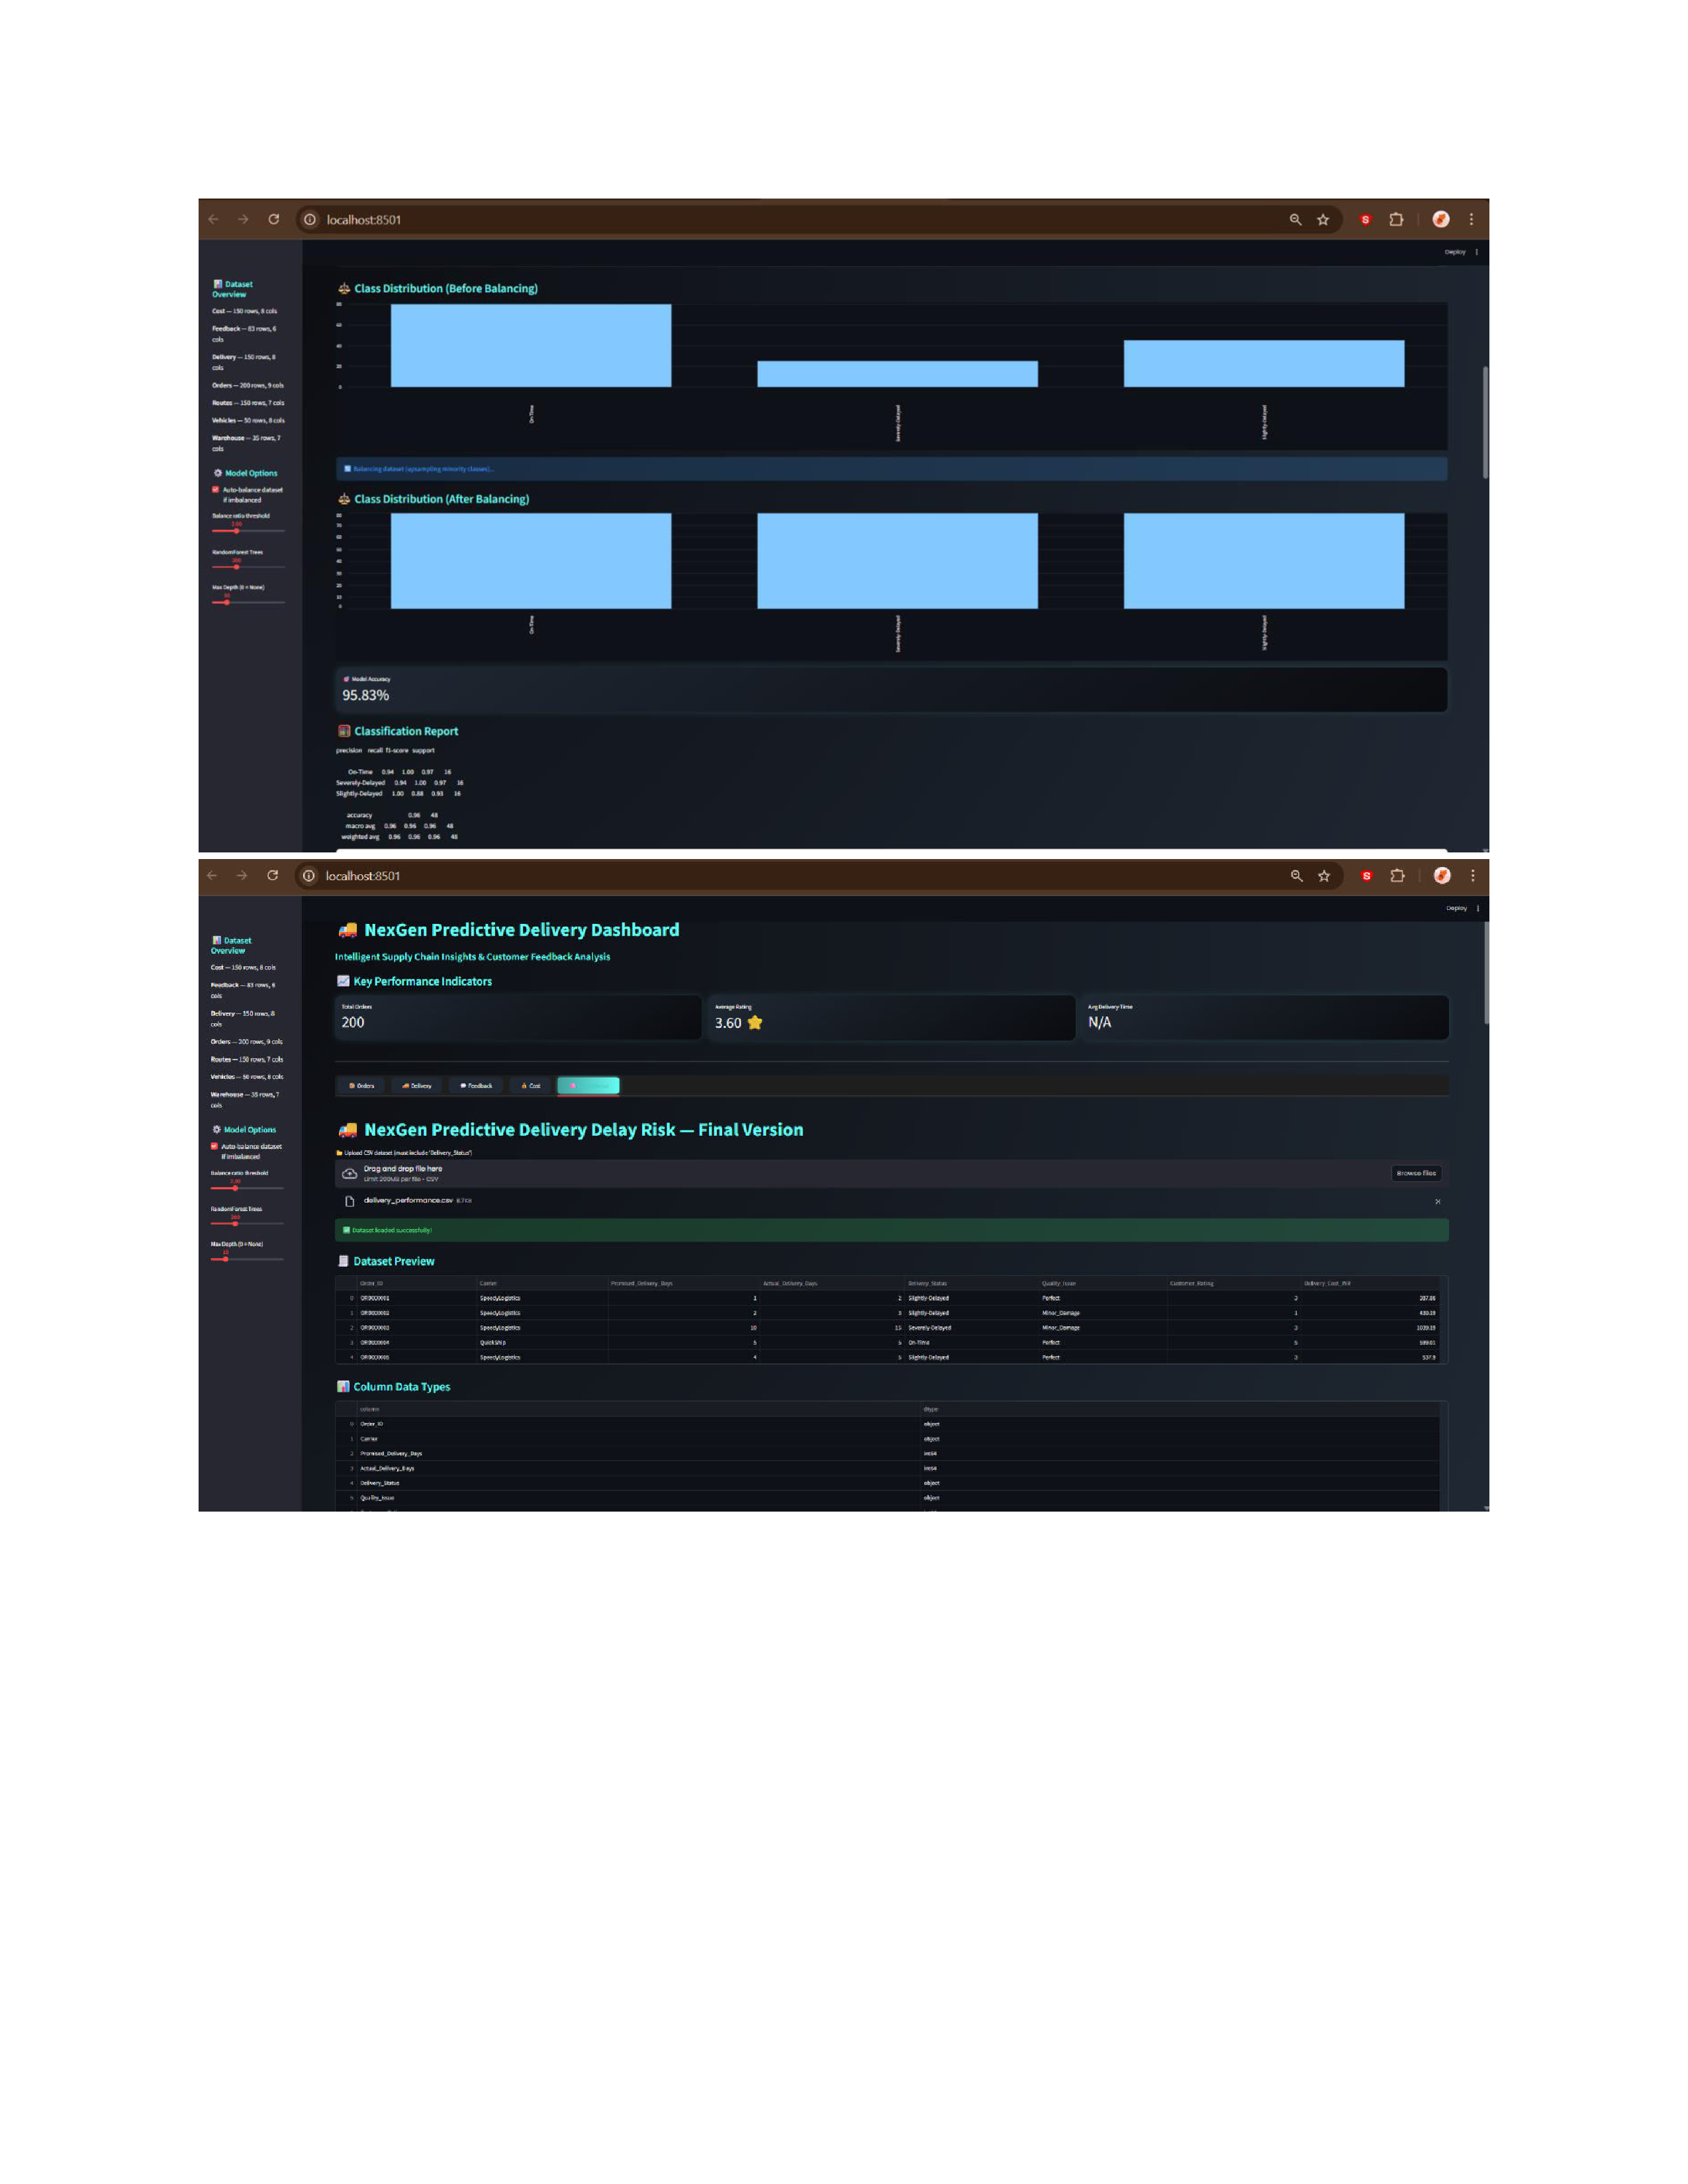 localhost:8501
Deploy
Dataset
Overview
Cost — 150 rows, 8 cols
Feedback — 83 rows, 6
cols
Delivery — 150 rows, 8
cols
Orders — 200 rows, 9 cols
Routes — 150 rows, 7 cols
Vehicles — 50 rows, 8 cols
Warehouse — 35 rows, 7
cols
Model Options
Auto-balance dataset
if imbalanced
Balance ratio threshold
RandomForest Trees
Max Depth (0 = None)
Class Distribution (Before Balancing)
80
60
40
20
0
On-Time
Severely-Delayed
Slightly-Delayed
Balancing dataset (upsampling minority classes)...
Class Distribution (After Balancing)
80
70
60
50
40
30
20
10
0
On-Time
Severely-Delayed
Slightly-Delayed
Model Accuracy
95.83%
Classification Report
precision recall f1-score support
On-Time 0.94 1.00 0.97 16
Severely-Delayed 0.94 1.00 0.97 16
Slightly-Delayed 1.00 0.88 0.93 16
accuracy 0.96 48
macro avg 0.96 0.96 0.96 48
weighted avg 0.96 0.96 0.96 48
localhost:8501
Deploy
Dataset
Overview
Cost — 150 rows, 8 cols
Feedback — 83 rows, 6
cols
Delivery — 150 rows, 8
cols
Orders — 200 rows, 9 cols
Routes — 150 rows, 7 cols
Vehicles — 50 rows, 8 cols
Warehouse — 35 rows, 7
cols
Model Options
Auto-balance dataset
if imbalanced
Balance ratio threshold
RandomForest Trees
Max Depth (0 = None)
NexGen Predictive Delivery Dashboard
Intelligent Supply Chain Insights & Customer Feedback Analysis
Key Performance Indicators
Total Orders
200
Average Rating
3.60
Avg Delivery Time
N/A
Orders Delivery Feedback Cost
NexGen Predictive Delivery Delay Risk — Final Version
Upload CSV dataset (must include 'Delivery_Status')
Drag and drop file here
Limit 200MB per file • CSV
Browse files
delivery_performance.csv 8.7KB
Dataset loaded successfully!
Dataset Preview
Order_ID Carrier Promised_Delivery_Days Actual_Delivery_Days Delivery_Status Quality_Issue Customer_Rating Delivery_Cost_INR
0 ORD000001 SpeedyLogistics 1 2 Slightly-Delayed Perfect 3
1 ORD000002 SpeedyLogistics 2 3 Slightly-Delayed Minor_Damage 1
2 ORD000003 SpeedyLogistics 10 15 Severely-Delayed Minor_Damage 3
3 ORD000004 QuickShip 5 5 On-Time Perfect 5
4 ORD000005 SpeedyLogistics 4 5 Slightly-Delayed Perfect 3 537.8
Column Data Types
column dtype
0 Order_ID object
1 Carrier object
2 Promised_Delivery_Days int64
3 Actual_Delivery_Days int64
4 Delivery_Status object
5 Quality_Issue object